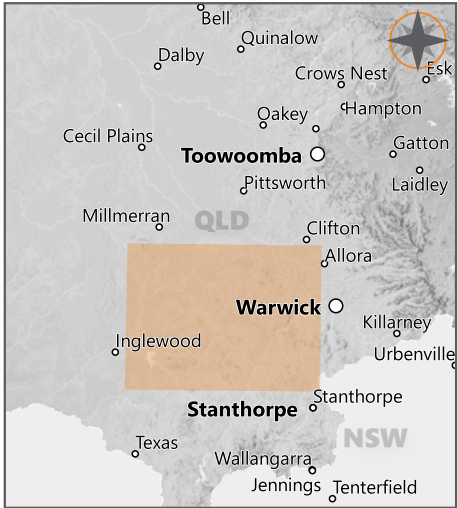 Bell
Quinalow
Dalby
Crows Nest
Esk
Hampton
Oakey
Cecil Plains
Gatton
Toowoomba
Laidley
Pittsworth
Millmerran
QLD
Clifton
Allora
Warwick
Killarney
Inglewood
Urbenville
Stanthorpe
Stanthorpe
NSW
Texas
Wallangarra
Jennings
Tenterfield